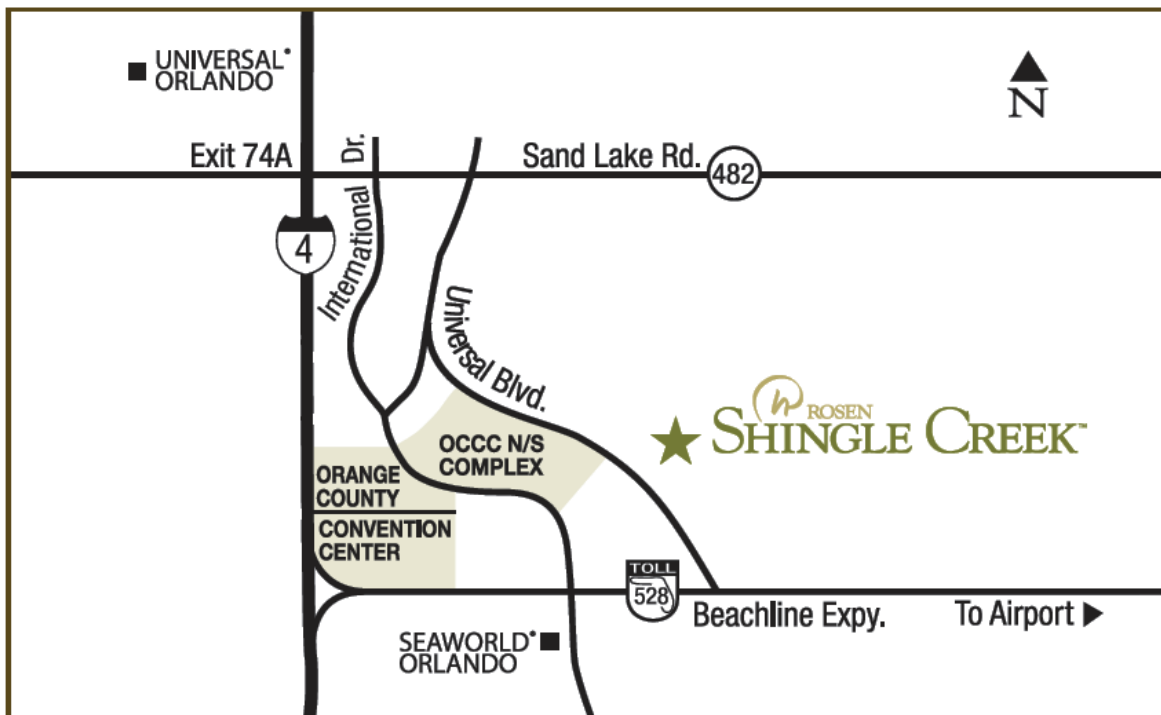 UNIVERSAL®
ORLANDO
N
Exit 74A
International Dr.
Sand Lake Rd.
482
4
Universal Blvd.
ROSEN
SHINGLE CREEK™
OCCC N/S
COMPLEX
ORANGE
COUNTY
CONVENTION
CENTER
TOLL
528
Beachline Expy.
To Airport ▶
SEAWORLD®
ORLANDO